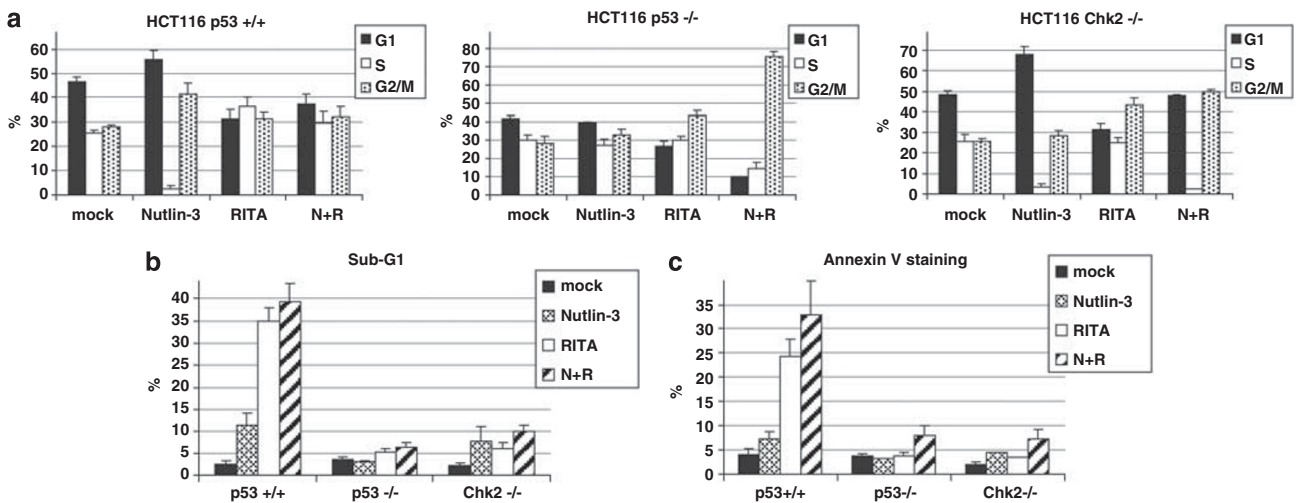 a
HCT116 p53 +/+
G1
S
G2/M
60
50
40
30
20
10
0
%
mock Nutlin-3 RITA N+R
HCT116 p53 -/-
G1
S
G2/M
80
70
60
50
40
30
20
10
0
%
mock Nutlin-3 RITA N+R
HCT116 Chk2 -/-
G1
S
G2/M
70
60
50
40
30
20
10
0
%
mock Nutlin-3 RITA N+R
b
Sub-G1
mock
Nutlin-3
RITA
N+R
40
35
30
25
20
15
10
5
0
%
p53 +/+ p53 -/- Chk2 -/-
c
Annexin V staining
mock
Nutlin-3
RITA
N+R
35
30
25
20
15
10
5
0
%
p53+/+ p53-/- Chk2-/-